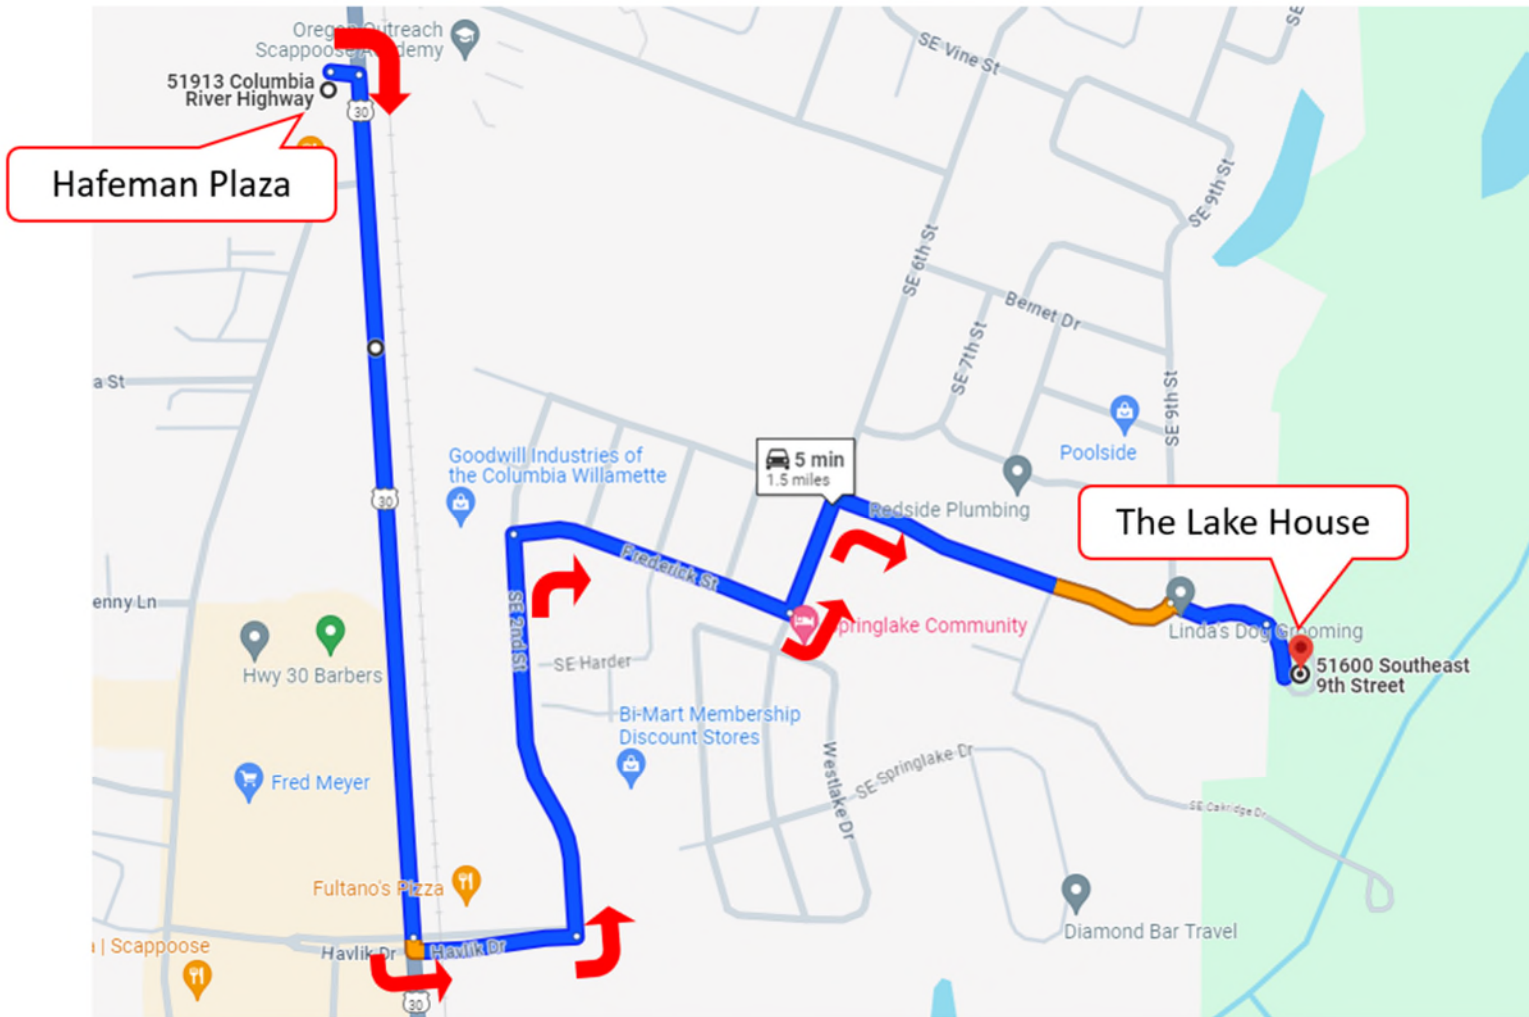 Oregon Outreach
Scappoose Academy
SE Vine St
SE
51913 Columbia
River Highway
30
Hafeman Plaza
SE 9th St
SE 6th St
Bernet Dr
SE 7th St
a St
SE 9th St
Poolside
Goodwill Industries of
the Columbia Willamette
5 min
1.5 miles
30
Redside Plumbing
The Lake House
Frederick St
enny Ln
SE 2nd St
Springlake Community
Linda's Dog Grooming
SE Harder
Hwy 30 Barbers
51600 Southeast
9th Street
Bi-Mart Membership
Discount Stores
Westlake Dr
SE Springlake Dr
Fred Meyer
SE Oakridge Dr
Fultano's Pizza
Diamond Bar Travel
a | Scappoose
Havlik Dr
Havlik Dr
30